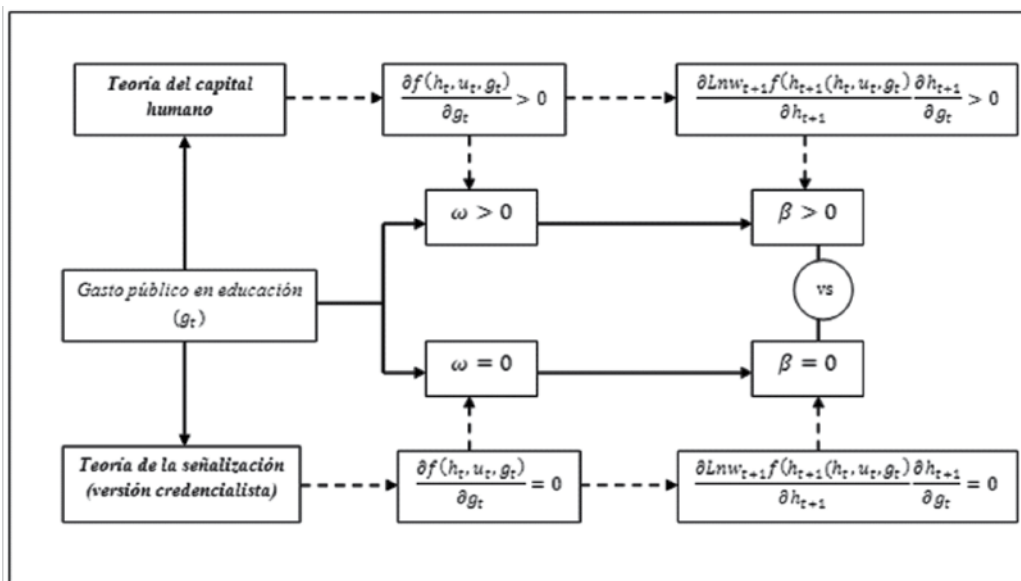 Teoría del capital
humano
∂f(h_t, u_t, g_t)/∂g_t > 0
∂Lnw_{t+1}f(h_{t+1}(h_t, u_t, g_t)/∂h_{t+1} ∂h_{t+1}/∂g_t > 0
ω > 0
β > 0
Gasto público en educación
(g_t)
vs
ω = 0
β = 0
Teoría de la señalización
(versión credencialista)
∂f(h_t, u_t, g_t)/∂g_t = 0
∂Lnw_{t+1}f(h_{t+1}(h_t, u_t, g_t)/∂h_{t+1} ∂h_{t+1}/∂g_t = 0